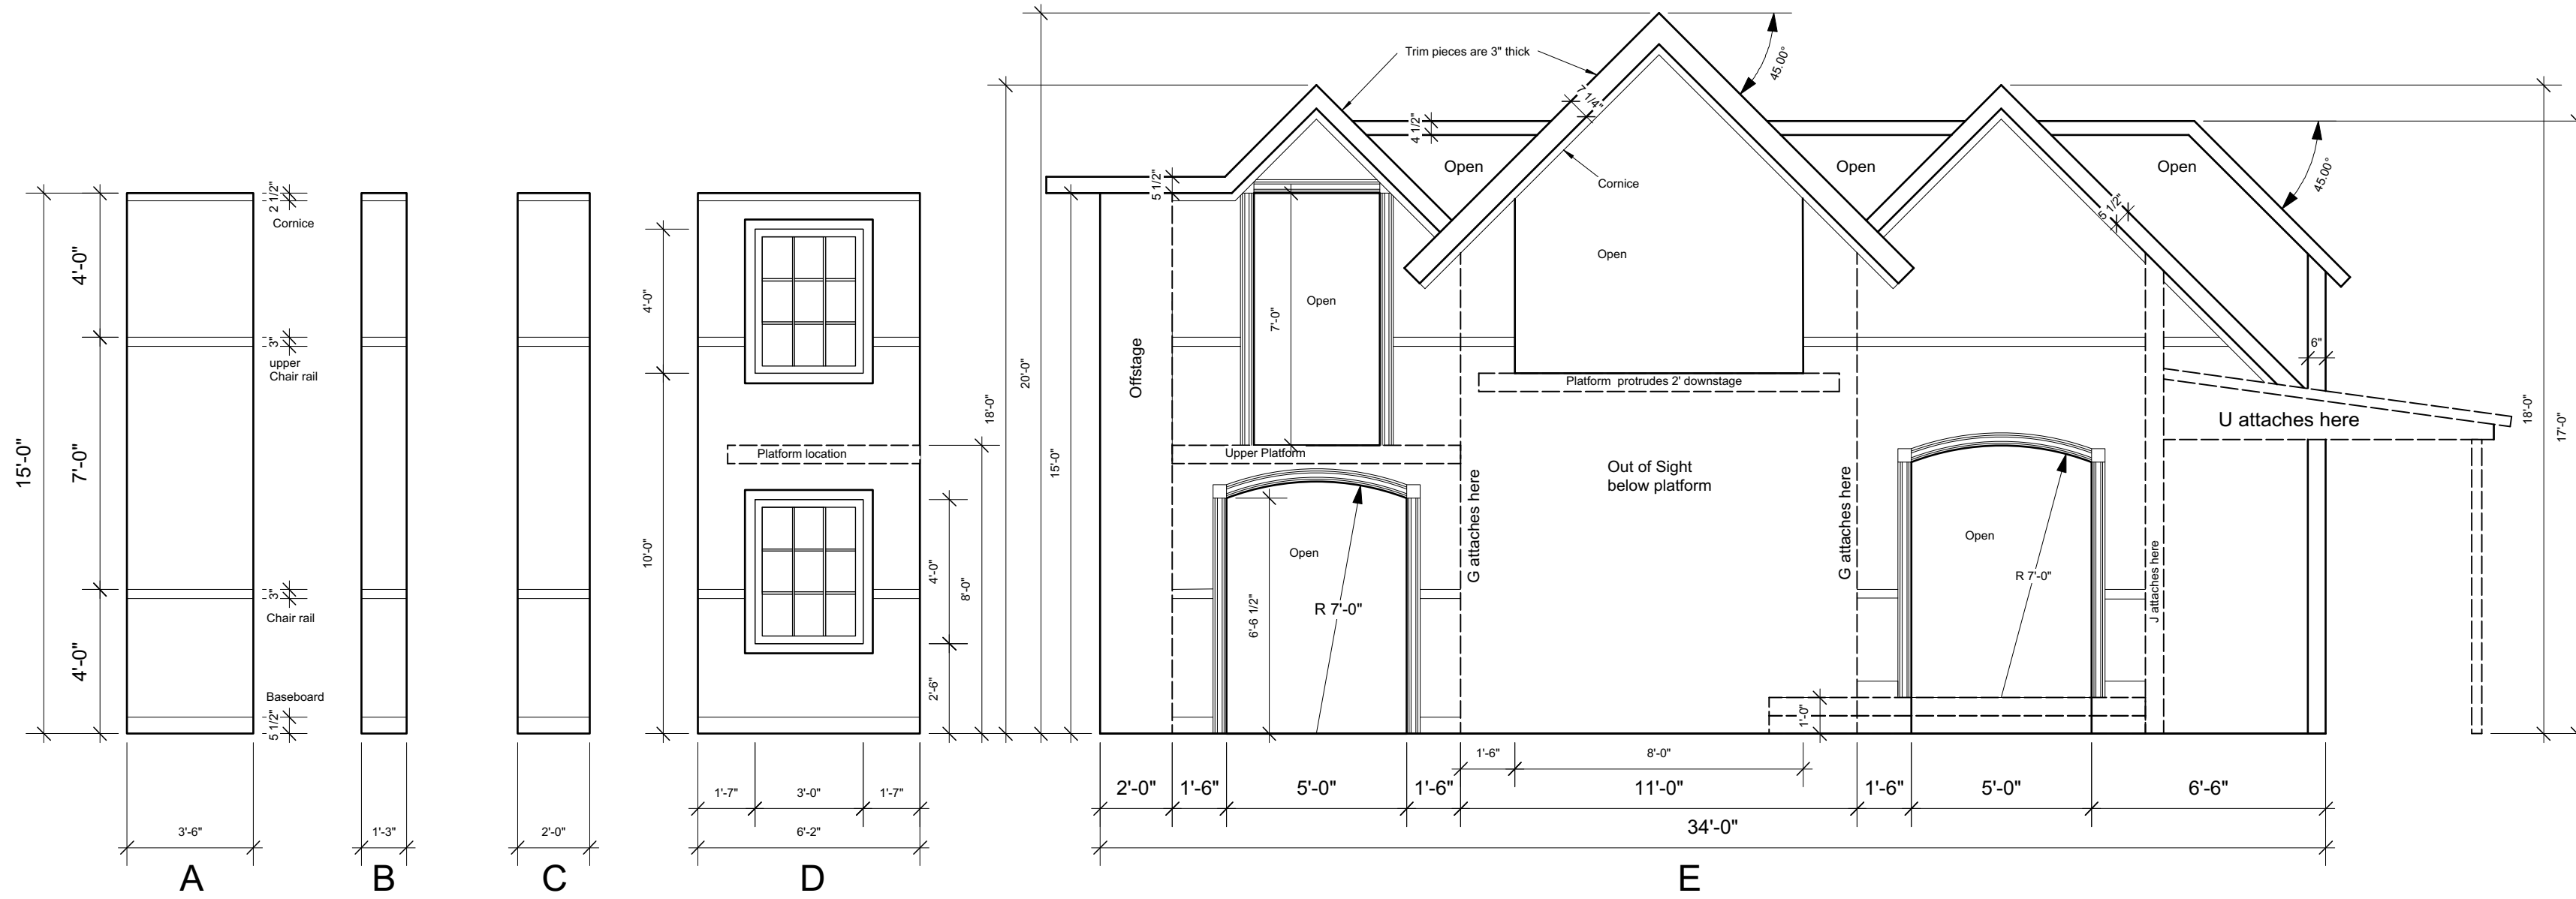 15'-0"
4'-0"
7'-0"
4'-0"
2 1/2"
Cornice
3"
upper
Chair rail
3"
Chair rail
Baseboard
5 1/2"
3'-6"
A
1'-3"
B
2'-0"
C
4'-0"
10'-0"
Platform location
4'-0"
8'-0"
2'-6"
1'-7"
3'-0"
1'-7"
6'-2"
D
18'-0"
20'-0"
15'-0"
Trim pieces are 3" thick
45.00°
7 1/4"
4 1/2"
5 1/2"
Open
Cornice
Open
Open
Open
45.00°
5 1/2"
Open
7'-0"
Offstage
6"
Platform protrudes 2' downstage
U attaches here
18'-0"
17'-0"
Upper Platform
Out of Sight
below platform
G attaches here
G attaches here
J attaches here
Open
6'-6 1/2"
R 7'-0"
Open
R 7'-0"
1'-0"
1'-6"
8'-0"
2'-0"
1'-6"
5'-0"
1'-6"
11'-0"
1'-6"
5'-0"
6'-6"
34'-0"
E